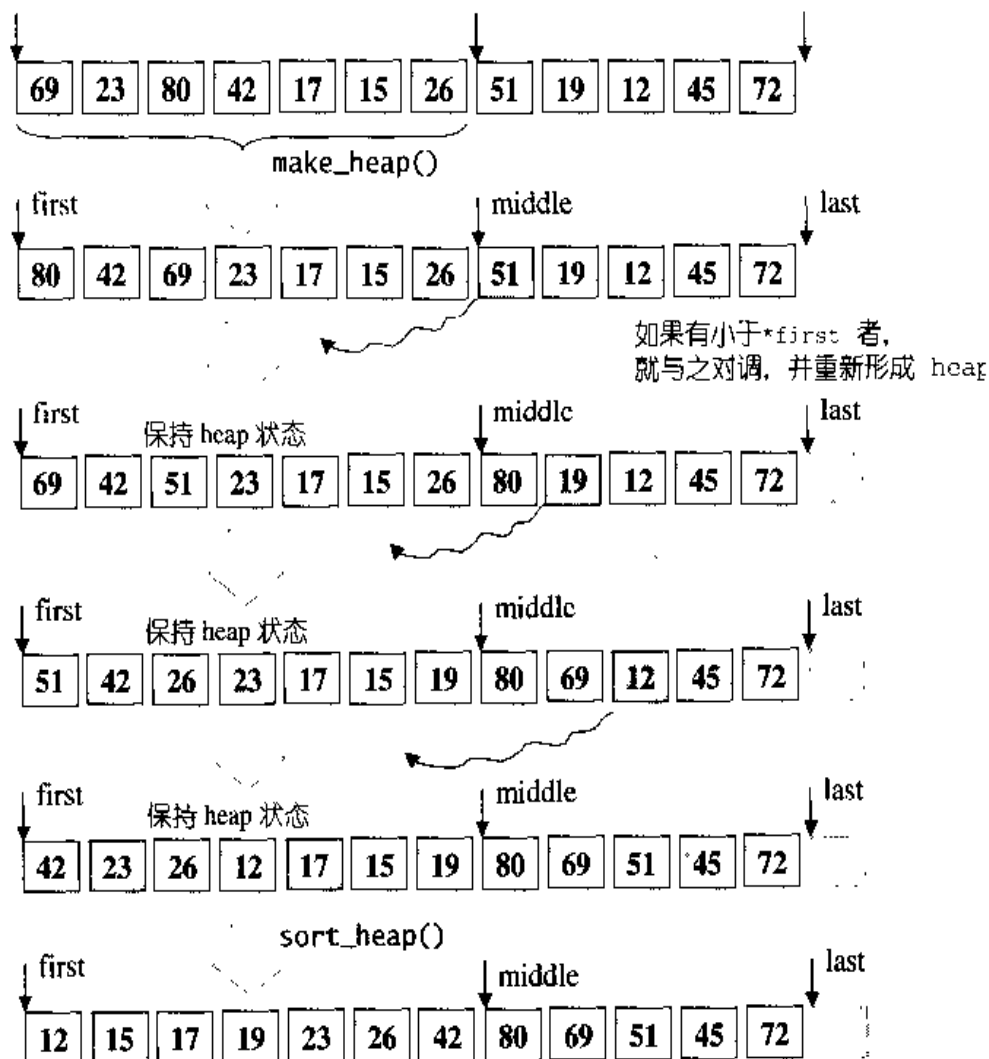 69 23 80 42 17 15 26 51 19 12 45 72
make_heap()
first middle last
80 42 69 23 17 15 26 51 19 12 45 72
如果有小于*first 者，
就与之对调，并重新形成 heap
first middle last
保持 heap 状态
69 42 51 23 17 15 26 80 19 12 45 72
first middle last
保持 heap 状态
51 42 26 23 17 15 19 80 69 12 45 72
first middle last
保持 heap 状态
42 23 26 12 17 15 19 80 69 51 45 72
sort_heap()
first middle last
12 15 17 19 23 26 42 80 69 51 45 72